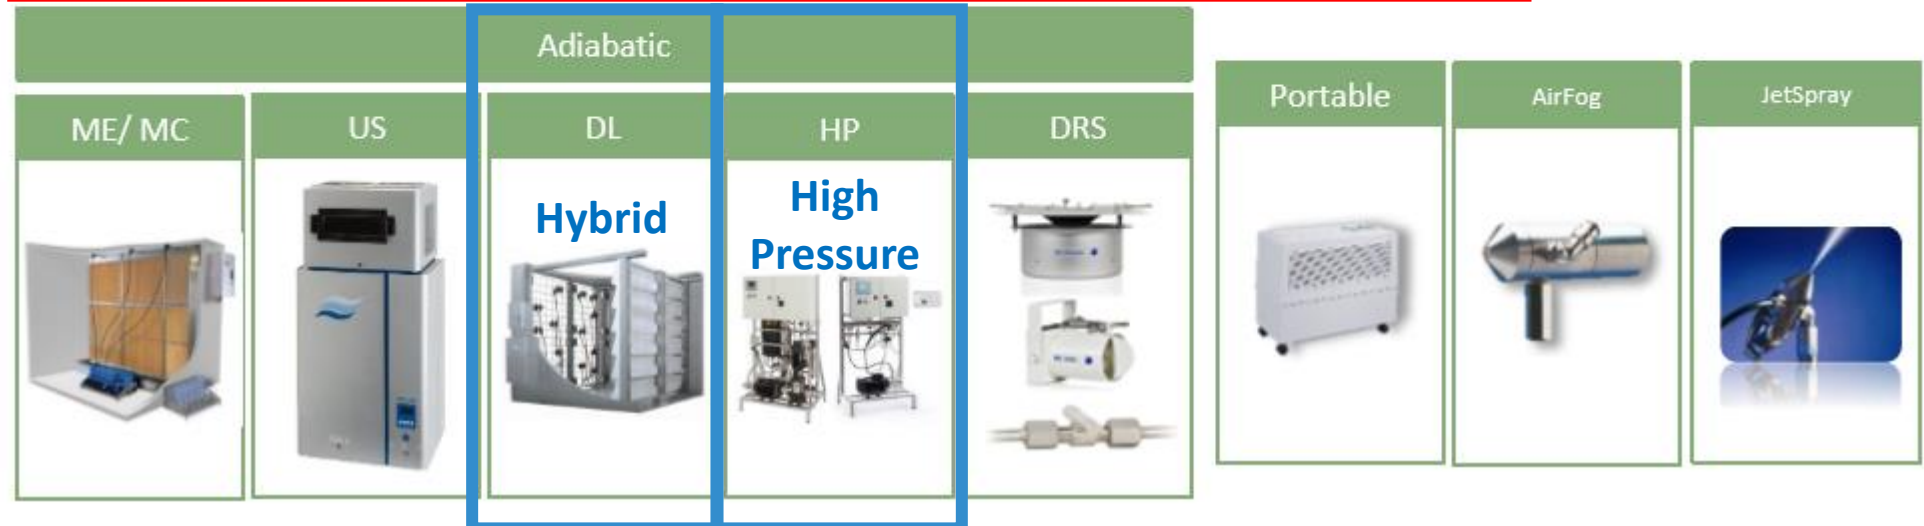 Adiabatic
ME/ MC
US
DL
HP
DRS
Portable
AirFog
JetSpray
Hybrid
High
Pressure